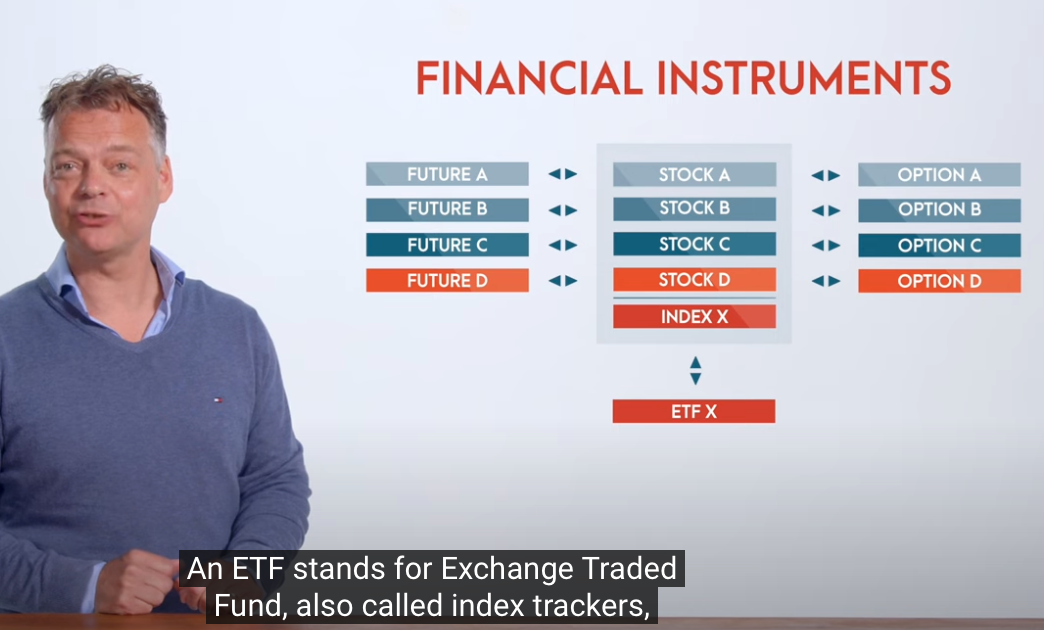 FINANCIAL INSTRUMENTS
FUTURE A STOCK A OPTION A
FUTURE B STOCK B OPTION B
FUTURE C STOCK C OPTION C
FUTURE D STOCK D OPTION D
INDEX X
ETF X
An ETF stands for Exchange Traded
Fund, also called index trackers,